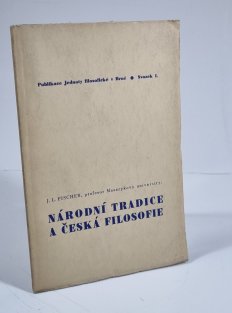 Publikace Jednoty filosofické v Brně ◆ Svazek I.
J. L. FISCHER, profesor Masarykovy university:
NÁRODNÍ TRADICE
A ČESKÁ FILOSOFIE